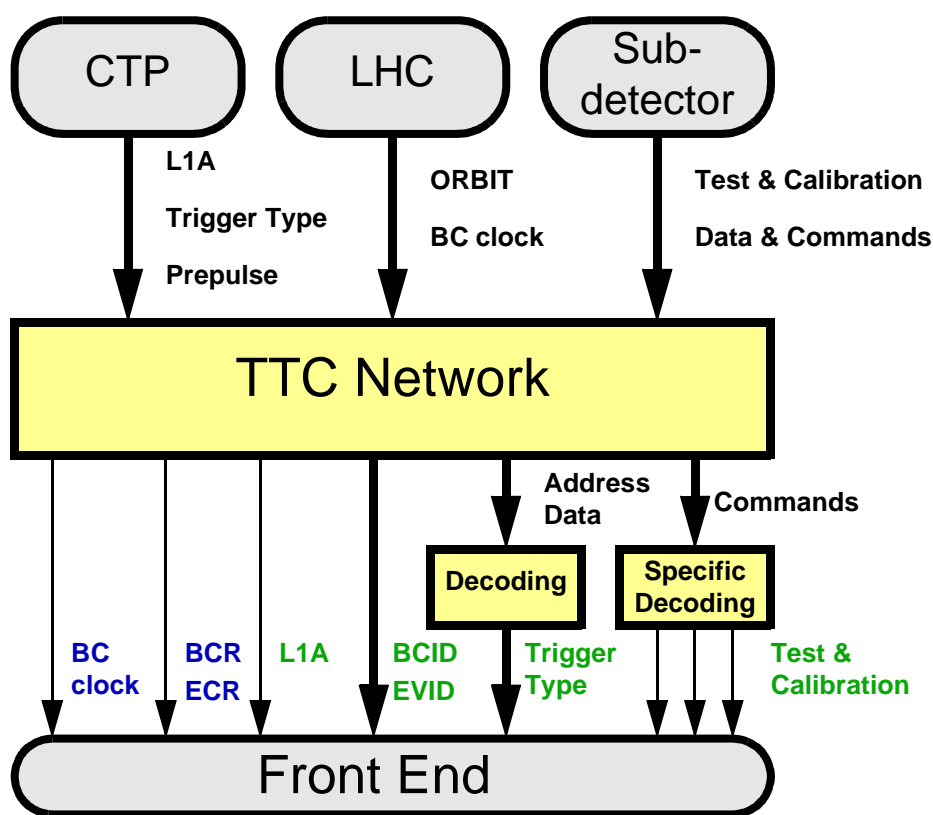 CTP
LHC
Sub-
detector
L1A
Trigger Type
Prepulse
ORBIT
BC clock
Test & Calibration
Data & Commands
TTC Network
Address
Data
Commands
Decoding
Specific
Decoding
BC
clock
BCR
ECR
L1A
BCID
EVID
Trigger
Type
Test &
Calibration
Front End